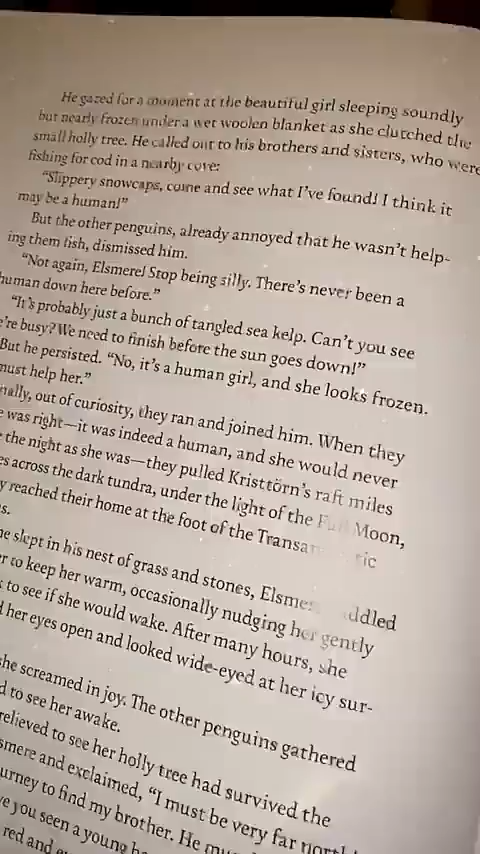 He gazed for a moment at the beautiful girl sleeping soundly
but nearly frozen under a wet woolen blanket as she clutched the
small holly tree. He called out to his brothers and sisters, who were
fishing for cod in a nearby cove:
“Slippery snowcaps, come and see what I’ve found! I think it
may be a human!”
But the other penguins, already annoyed that he wasn’t help-
ing them fish, dismissed him.
“Not again, Elsmere! Stop being silly. There’s never been a
human down here before.”
“It’s probably just a bunch of tangled sea kelp. Can’t you see
’re busy? We need to finish before the sun goes down!”
But he persisted. “No, it’s a human girl, and she looks frozen.
must help her.”
nally, out of curiosity, they ran and joined him. When they
was right—it was indeed a human, and she would never
the night as she was—they pulled Kristtörn’s raft miles
es across the dark tundra, under the light of the Full Moon,
y reached their home at the foot of the
s.
he slept in his nest of grass and stones,
er to keep her warm, occasionally nudging her gently
to see if she would wake. After many hours, she
d her eyes open and looked wide-eyed at her icy sur-
she screamed in joy. The other penguins gathered
d to see her awake.
relieved to see her holly tree had survived the
smere and exclaimed, “I must be very far
urney to find my brother. He
ve you seen a young
red and